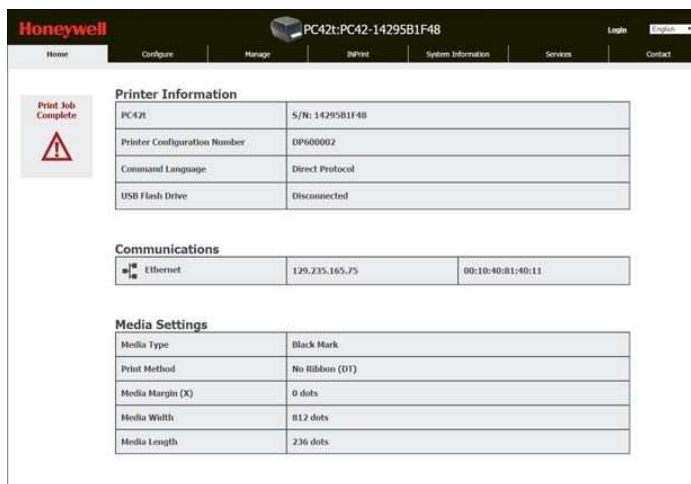 Honeywell PC42t:PC42-14295B1F48 Login English
Home Configure Manage INPrint System Information Services Contact
Print Job
Complete
Printer Information
PC42t S/N: 14295B1F48
Printer Configuration Number DP600002
Command Language Direct Protocol
USB Flash Drive Disconnected
Communications
Ethernet 129.235.165.75 00:10:40:81:40:11
Media Settings
Media Type Black Mark
Print Method No Ribbon (DT)
Media Margin (X) 0 dots
Media Width 812 dots
Media Length 236 dots